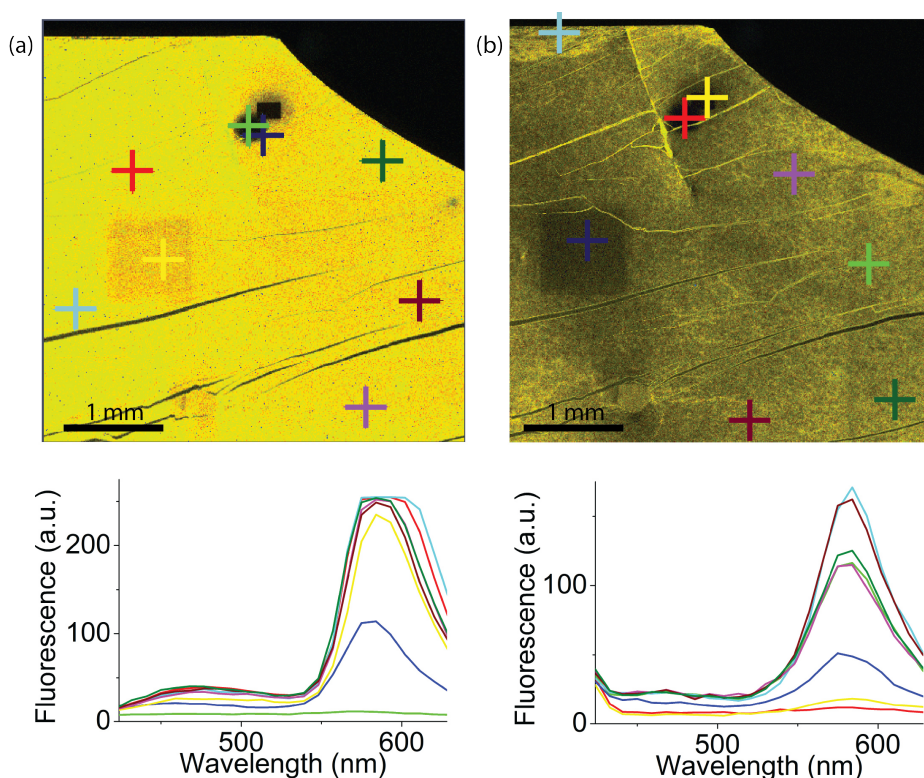 (a)
(b)
1 mm
1 mm
Fluorescence (a.u.)
200
100
0
500
600
Wavelength (nm)
Fluorescence (a.u.)
100
0
500
600
Wavelength (nm)